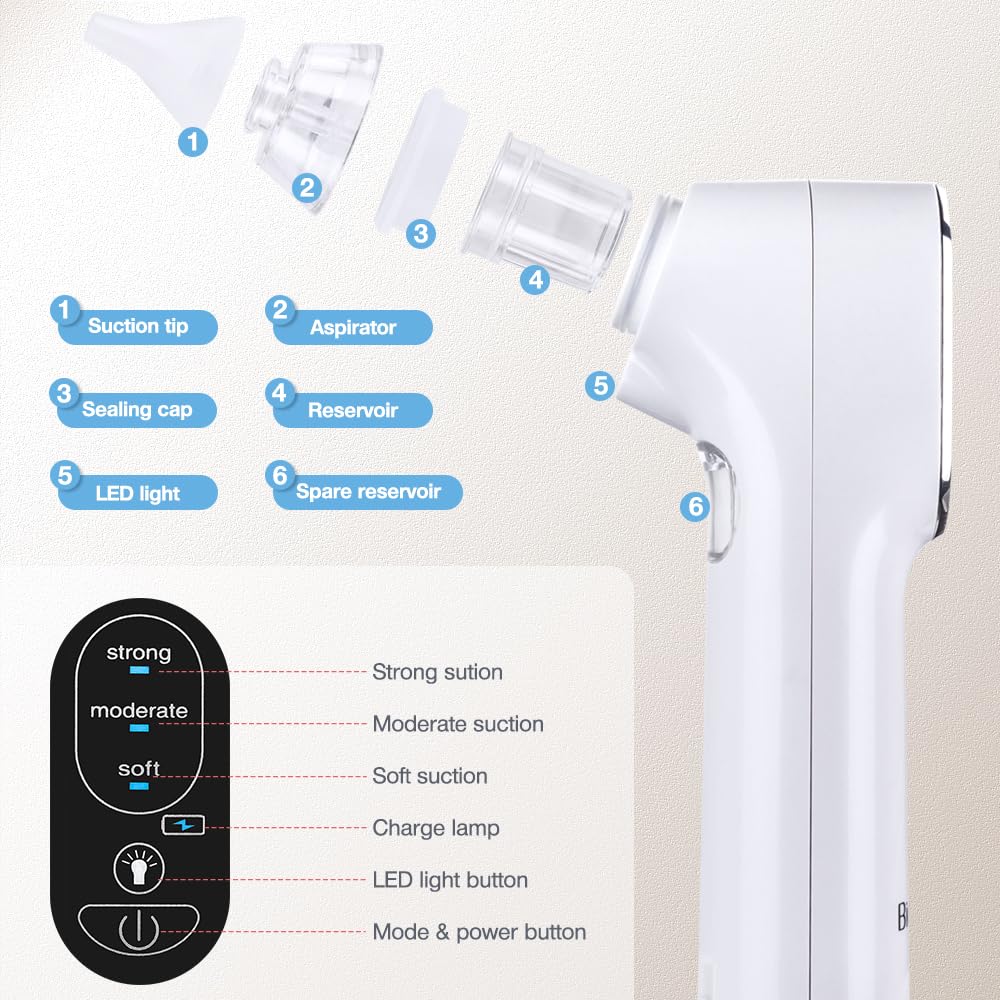 1
2
3
4
5
6
1 Suction tip
2 Aspirator
3 Sealing cap
4 Reservoir
5 LED light
6 Spare reservoir
strong
Strong sution
moderate
Moderate suction
soft
Soft suction
Charge lamp
LED light button
Mode & power button